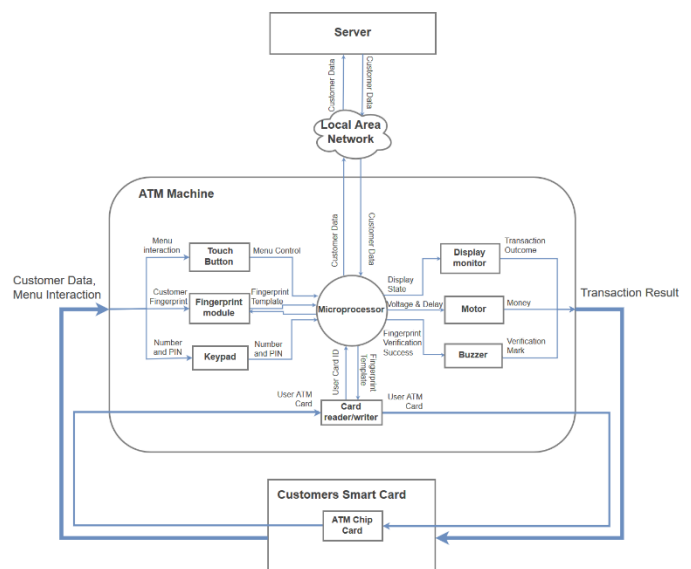 Server
Customer Data
Customer Data
Local Area
Network
ATM Machine
Customer Data
Customer Data
Menu
interaction
Touch
Button
Menu Control
Display
State
Display
monitor
Transaction
Outcome
Customer Data,
Menu Interaction
Customer
Fingerprint
Fingerprint
module
Fingerprint
Template
Microprocessor
Voltage & Delay
Motor
Money
Transaction Result
Number
and PIN
Keypad
Number
and PIN
Fingerprint
Verification
Success
Buzzer
Verification
Mark
User Card ID
Fingerprint
Template
User ATM
Card
Card
reader/writer
User ATM
Card
Customers Smart Card
ATM Chip
Card